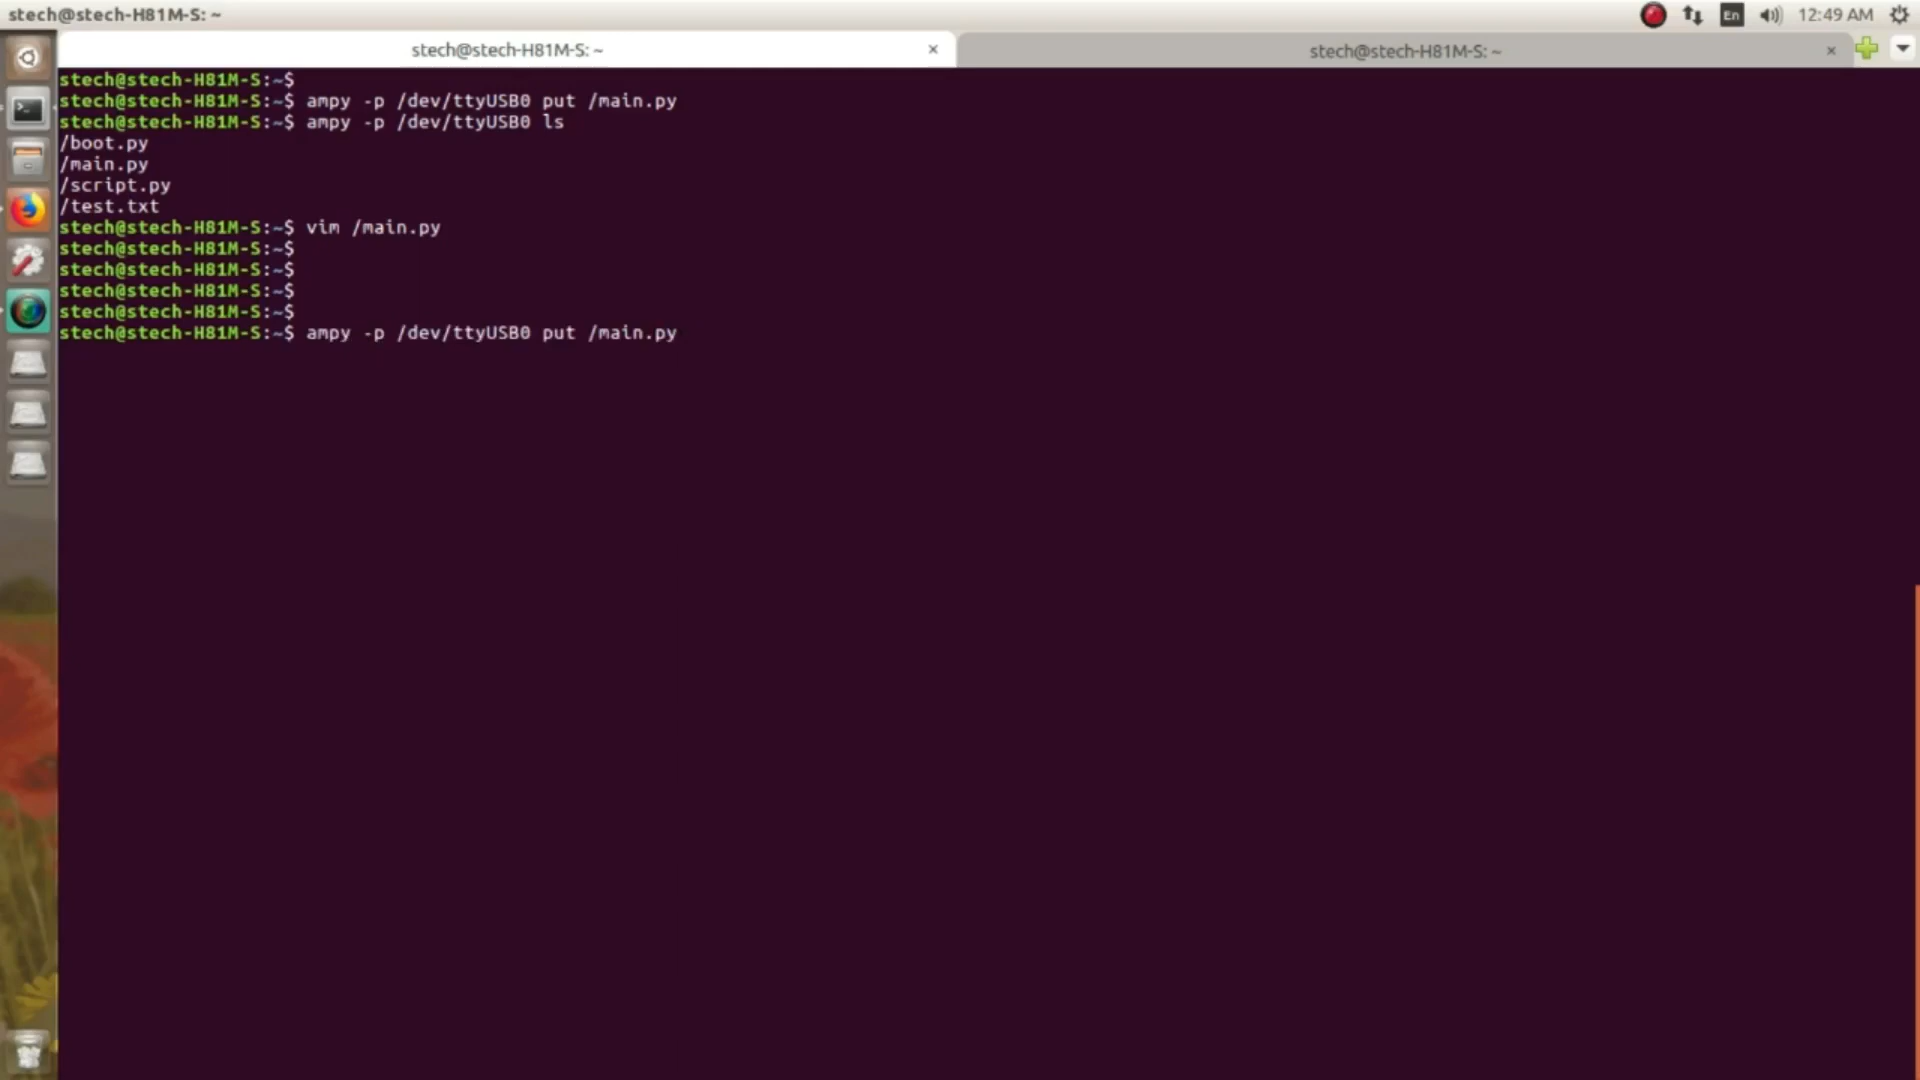 stech@stech-H81M-S: ~
En
12:49 AM
stech@stech-H81M-S: ~
stech@stech-H81M-S: ~
stech@stech-H81M-S:~$
stech@stech-H81M-S:~$ ampy -p /dev/ttyUSB0 put /main.py
stech@stech-H81M-S:~$ ampy -p /dev/ttyUSB0 ls
/boot.py
/main.py
/script.py
/test.txt
stech@stech-H81M-S:~$ vim /main.py
stech@stech-H81M-S:~$
stech@stech-H81M-S:~$
stech@stech-H81M-S:~$
stech@stech-H81M-S:~$
stech@stech-H81M-S:~$ ampy -p /dev/ttyUSB0 put /main.py